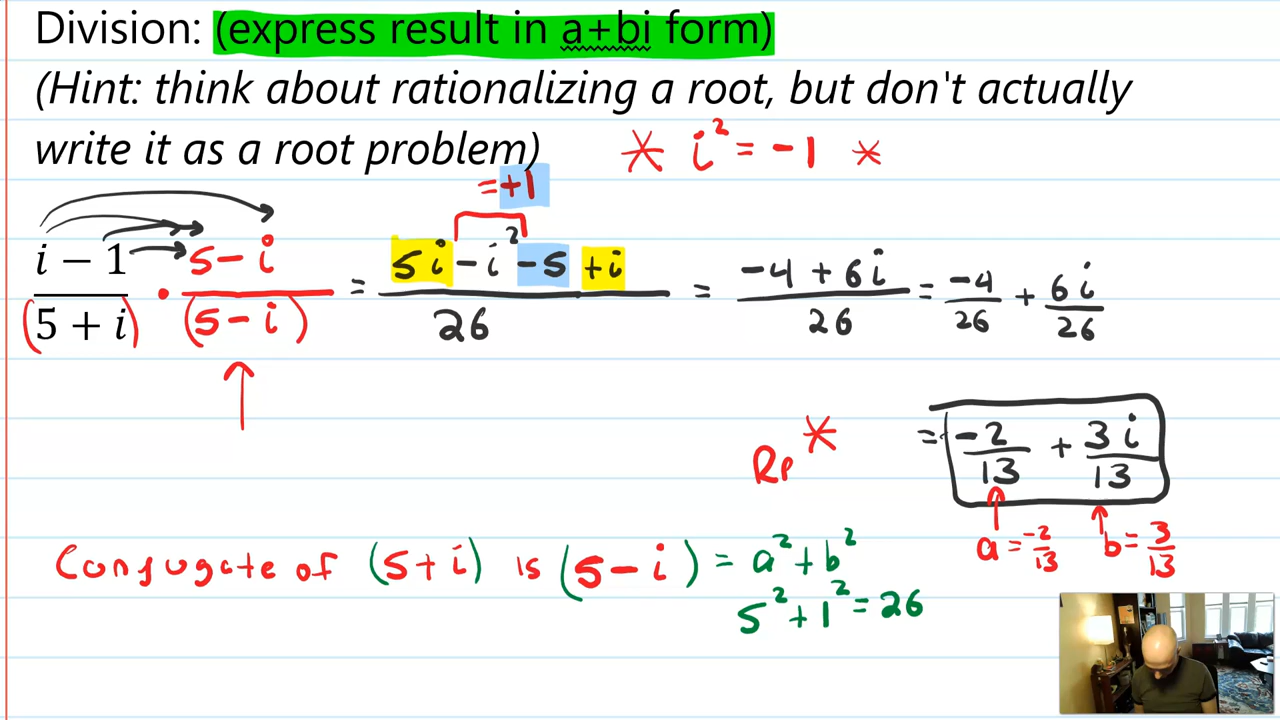 Division: (express result in a+bi form)
(Hint: think about rationalizing a root, but don't actually
write it as a root problem)
* i² = -1 *
= +1
(i − 1)/(5 + i) · (5 - i)/(5 - i) = (5i - i² - 5 + i)/26 = (-4 + 6i)/26 = -4/26 + 6i/26
= -2/13 + 3i/13
Rp *
a = -2/13 b = 3/13
Conjugate of (5+i) is (5-i) = a² + b²
5² + 1² = 26